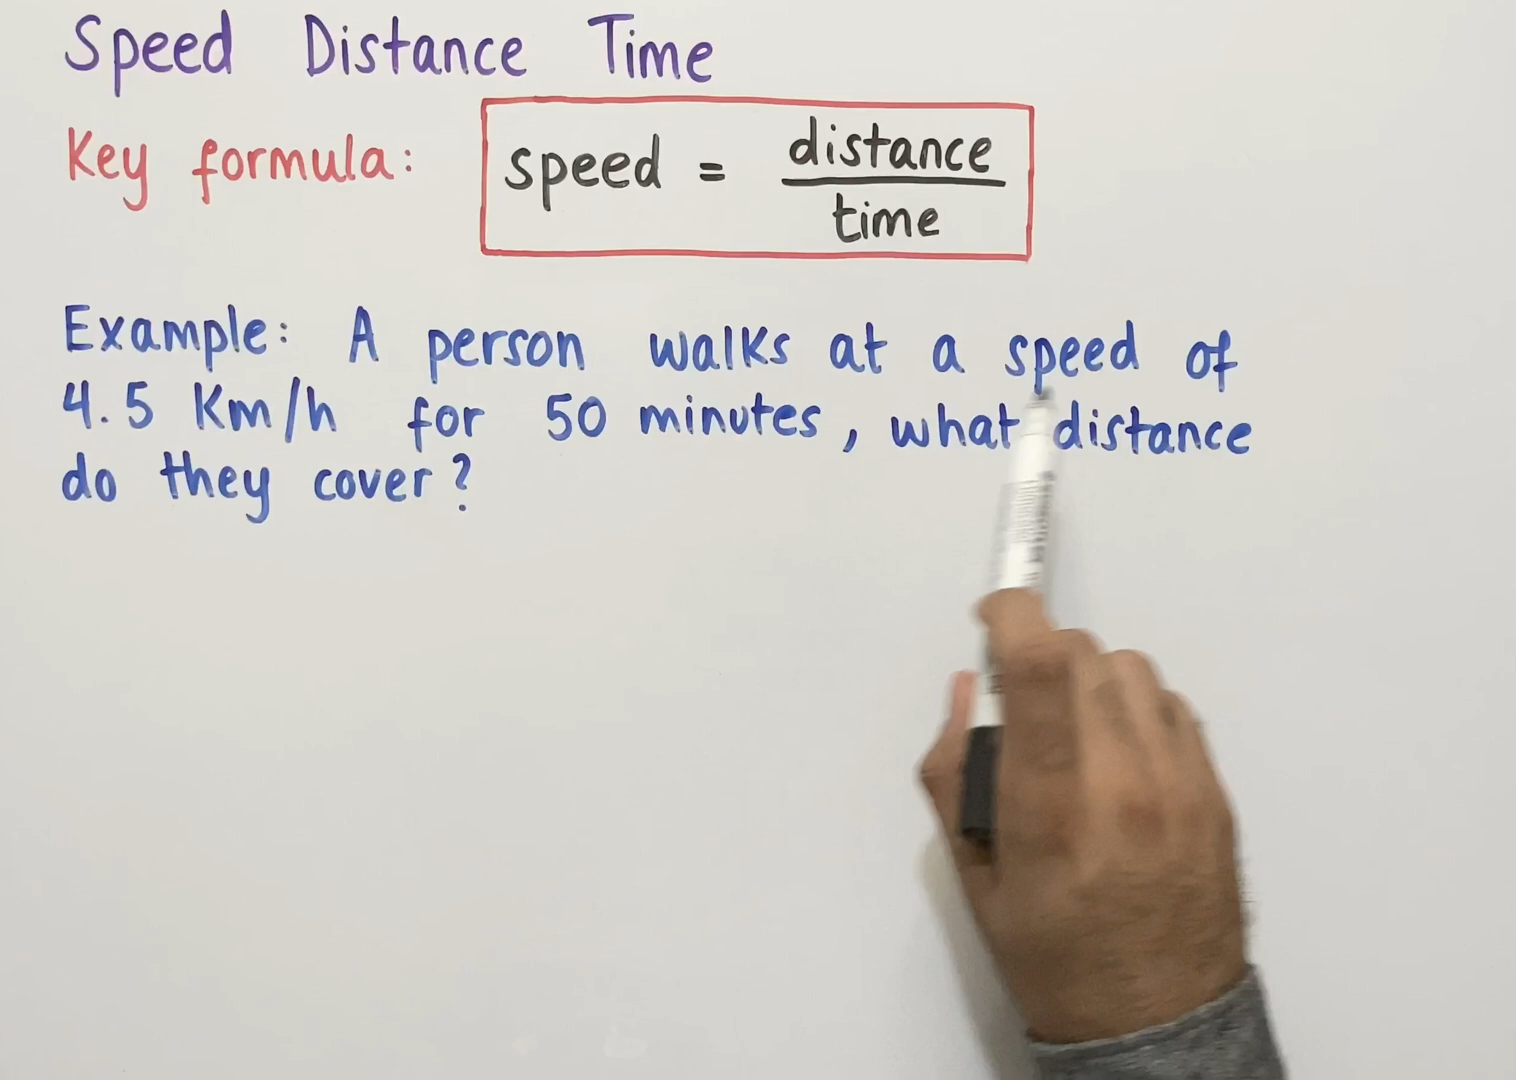 Speed Distance Time
Key formula: speed = distance
time
Example: A person walks at a speed of
4.5 Km/h for 50 minutes, what distance
do they cover?